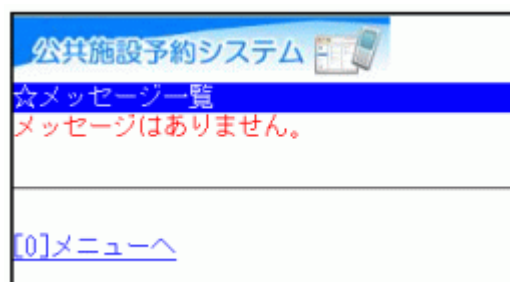 公共施設予約システム
☆メッセージ一覧
メッセージはありません。
[0]メニューへ